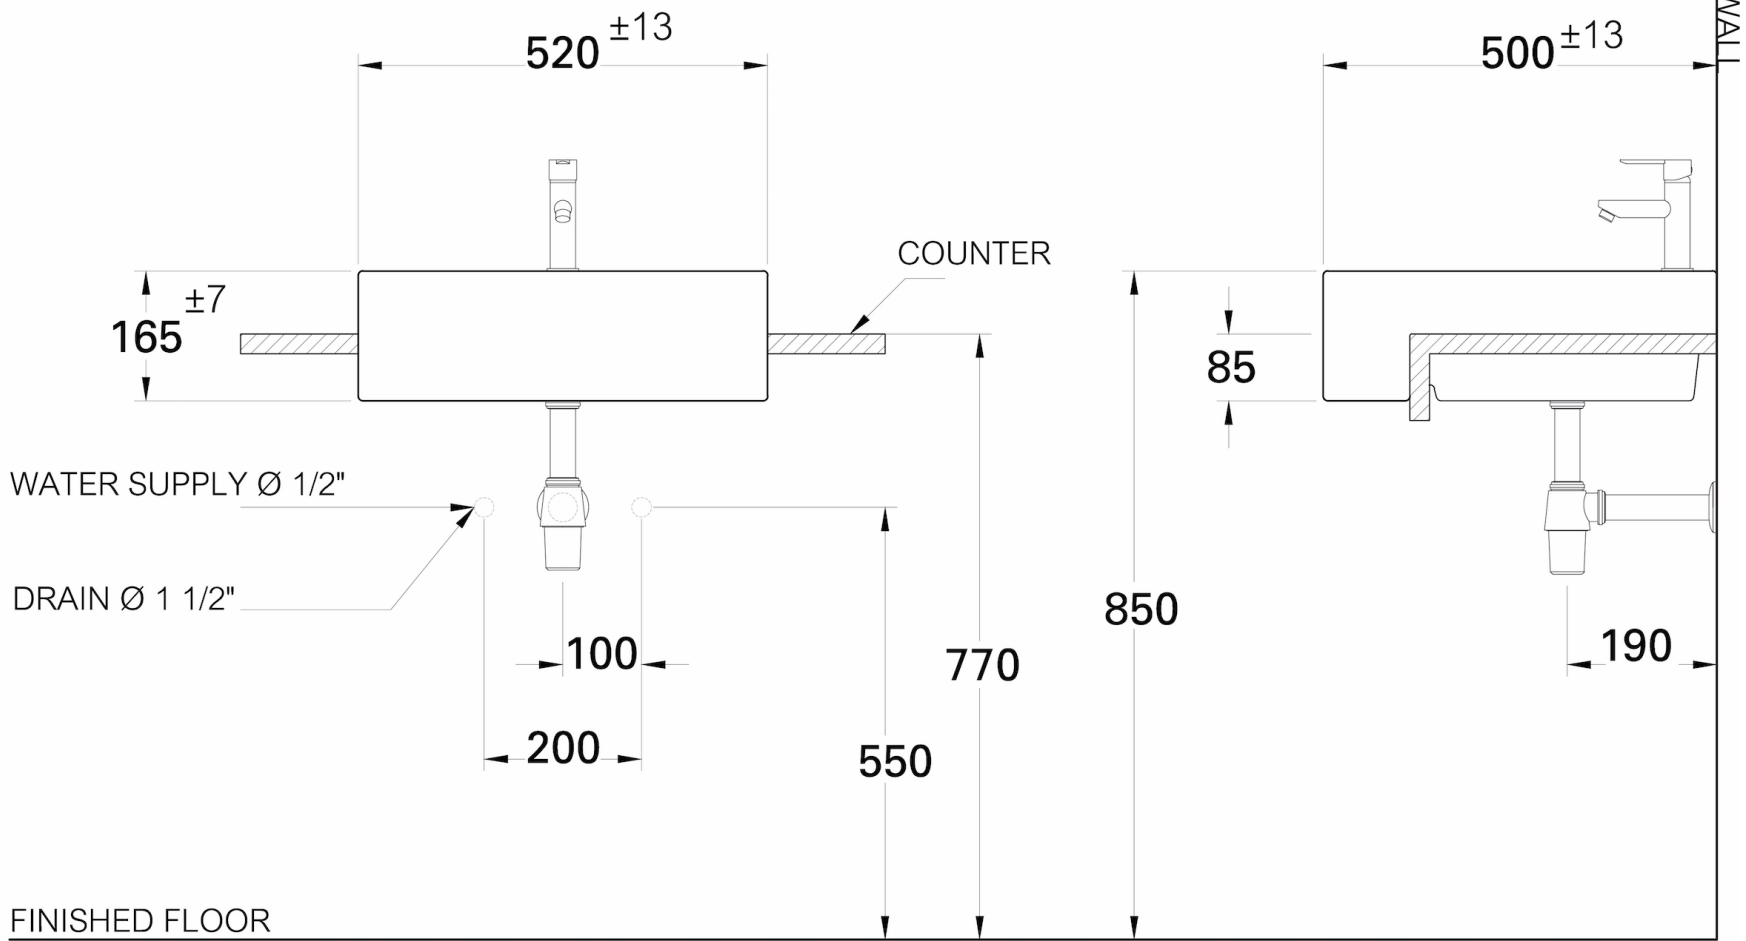 520 ±13
500 ±13
WALL
COUNTER
165 ±7
85
WATER SUPPLY Ø 1/2"
DRAIN Ø 1 1/2"
850
100
190
770
200
550
FINISHED FLOOR